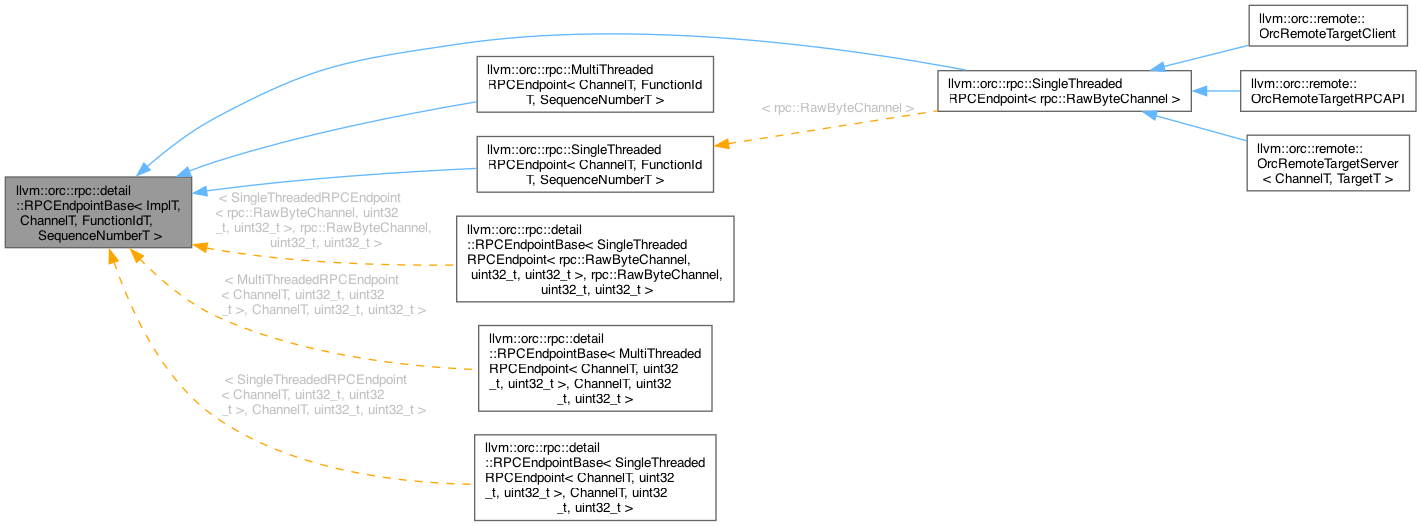 llvm::orc::rpc::detail
::RPCEndpointBase< ImplT,
ChannelT, FunctionIdT,
SequenceNumberT >
llvm::orc::rpc::MultiThreaded
RPCEndpoint< ChannelT, FunctionId
T, SequenceNumberT >
llvm::orc::rpc::SingleThreaded
RPCEndpoint< ChannelT, FunctionId
T, SequenceNumberT >
< SingleThreadedRPCEndpoint
< rpc::RawByteChannel, uint32
_t, uint32_t >, rpc::RawByteChannel,
uint32_t, uint32_t >
llvm::orc::rpc::detail
::RPCEndpointBase< SingleThreaded
RPCEndpoint< rpc::RawByteChannel,
uint32_t, uint32_t >, rpc::RawByteChannel,
uint32_t, uint32_t >
< MultiThreadedRPCEndpoint
< ChannelT, uint32_t, uint32
_t >, ChannelT, uint32_t, uint32_t >
llvm::orc::rpc::detail
::RPCEndpointBase< MultiThreaded
RPCEndpoint< ChannelT, uint32
_t, uint32_t >, ChannelT, uint32
_t, uint32_t >
< SingleThreadedRPCEndpoint
< ChannelT, uint32_t, uint32
_t >, ChannelT, uint32_t, uint32_t >
llvm::orc::rpc::detail
::RPCEndpointBase< SingleThreaded
RPCEndpoint< ChannelT, uint32
_t, uint32_t >, ChannelT, uint32
_t, uint32_t >
< rpc::RawByteChannel >
llvm::orc::rpc::SingleThreaded
RPCEndpoint< rpc::RawByteChannel >
llvm::orc::remote::
OrcRemoteTargetClient
llvm::orc::remote::
OrcRemoteTargetRPCAPI
llvm::orc::remote::
OrcRemoteTargetServer
< ChannelT, TargetT >